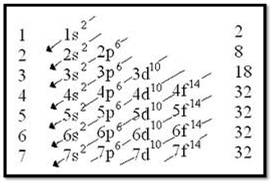 1 1s² 2
2 2s² 2p⁶ 8
3 3s² 3p⁶ 3d¹⁰ 18
4 4s² 4p⁶ 4d¹⁰ 4f¹⁴ 32
5 5s² 5p⁶ 5d¹⁰ 5f¹⁴ 32
6 6s² 6p⁶ 6d¹⁰ 6f¹⁴ 32
7 7s² 7p⁶ 7d¹⁰ 7f¹⁴ 32